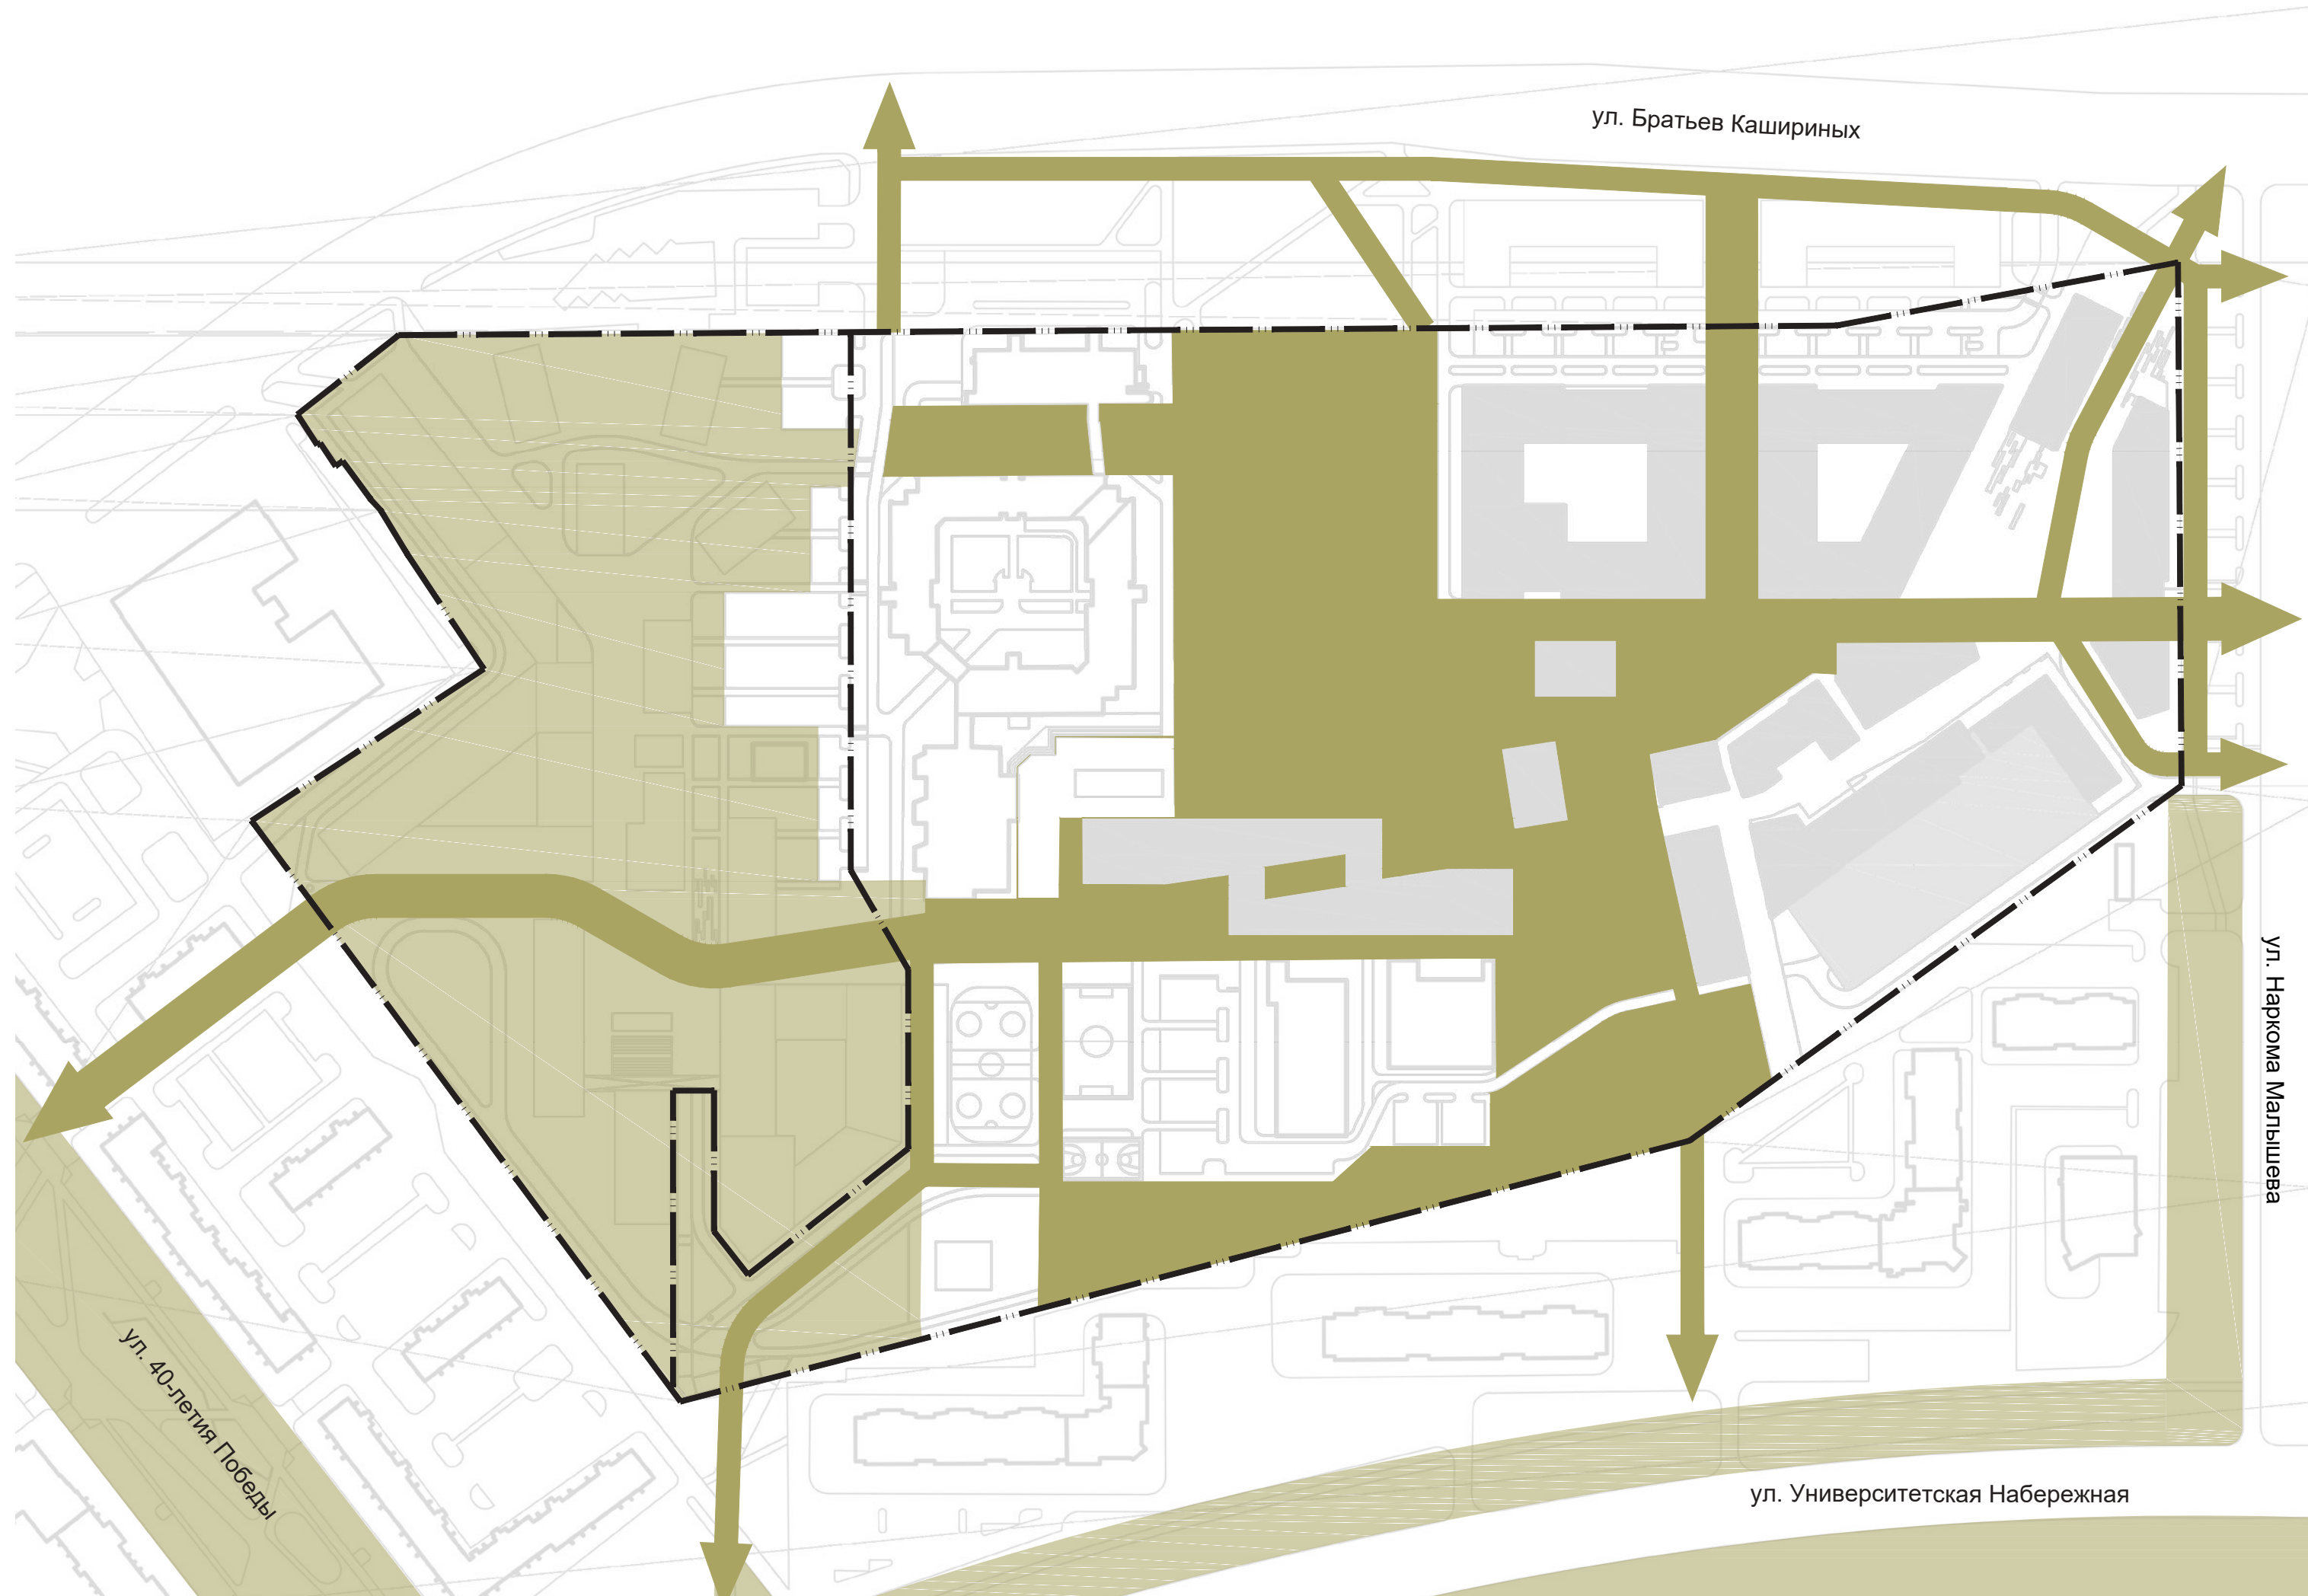 ул. Братьев Кашириных
ул. Наркома Малышева
ул. 40-летия Победы
ул. Университетская Набережная